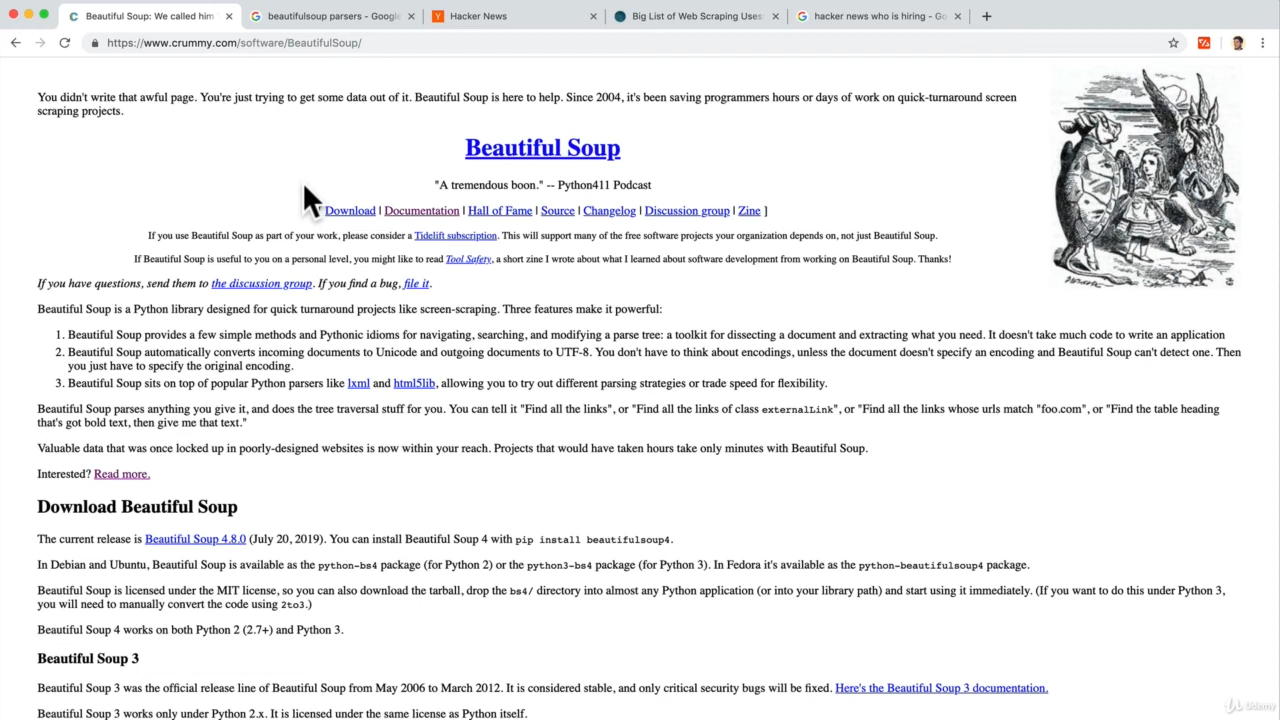 Beautiful Soup: We called him
beautifulsoup parsers - Google
Hacker News
Big List of Web Scraping Uses
hacker news who is hiring - Go
https://www.crummy.com/software/BeautifulSoup/
You didn't write that awful page. You're just trying to get some data out of it. Beautiful Soup is here to help. Since 2004, it's been saving programmers hours or days of work on quick-turnaround screen
scraping projects.
Beautiful Soup
"A tremendous boon." -- Python411 Podcast
Download | Documentation | Hall of Fame | Source | Changelog | Discussion group | Zine ]
If you use Beautiful Soup as part of your work, please consider a Tidelift subscription. This will support many of the free software projects your organization depends on, not just Beautiful Soup.
If Beautiful Soup is useful to you on a personal level, you might like to read Tool Safety, a short zine I wrote about what I learned about software development from working on Beautiful Soup. Thanks!
If you have questions, send them to the discussion group. If you find a bug, file it.
Beautiful Soup is a Python library designed for quick turnaround projects like screen-scraping. Three features make it powerful:
1. Beautiful Soup provides a few simple methods and Pythonic idioms for navigating, searching, and modifying a parse tree: a toolkit for dissecting a document and extracting what you need. It doesn't take much code to write an application
2. Beautiful Soup automatically converts incoming documents to Unicode and outgoing documents to UTF-8. You don't have to think about encodings, unless the document doesn't specify an encoding and Beautiful Soup can't detect one. Then
you just have to specify the original encoding.
3. Beautiful Soup sits on top of popular Python parsers like lxml and html5lib, allowing you to try out different parsing strategies or trade speed for flexibility.
Beautiful Soup parses anything you give it, and does the tree traversal stuff for you. You can tell it "Find all the links", or "Find all the links of class externalLink", or "Find all the links whose urls match "foo.com", or "Find the table heading
that's got bold text, then give me that text."
Valuable data that was once locked up in poorly-designed websites is now within your reach. Projects that would have taken hours take only minutes with Beautiful Soup.
Interested? Read more.
Download Beautiful Soup
The current release is Beautiful Soup 4.8.0 (July 20, 2019). You can install Beautiful Soup 4 with pip install beautifulsoup4.
In Debian and Ubuntu, Beautiful Soup is available as the python-bs4 package (for Python 2) or the python3-bs4 package (for Python 3). In Fedora it's available as the python-beautifulsoup4 package.
Beautiful Soup is licensed under the MIT license, so you can also download the tarball, drop the bs4/ directory into almost any Python application (or into your library path) and start using it immediately. (If you want to do this under Python 3,
you will need to manually convert the code using 2to3.)
Beautiful Soup 4 works on both Python 2 (2.7+) and Python 3.
Beautiful Soup 3
Beautiful Soup 3 was the official release line of Beautiful Soup from May 2006 to March 2012. It is considered stable, and only critical security bugs will be fixed. Here's the Beautiful Soup 3 documentation.
Beautiful Soup 3 works only under Python 2.x. It is licensed under the same license as Python itself.
Udemy